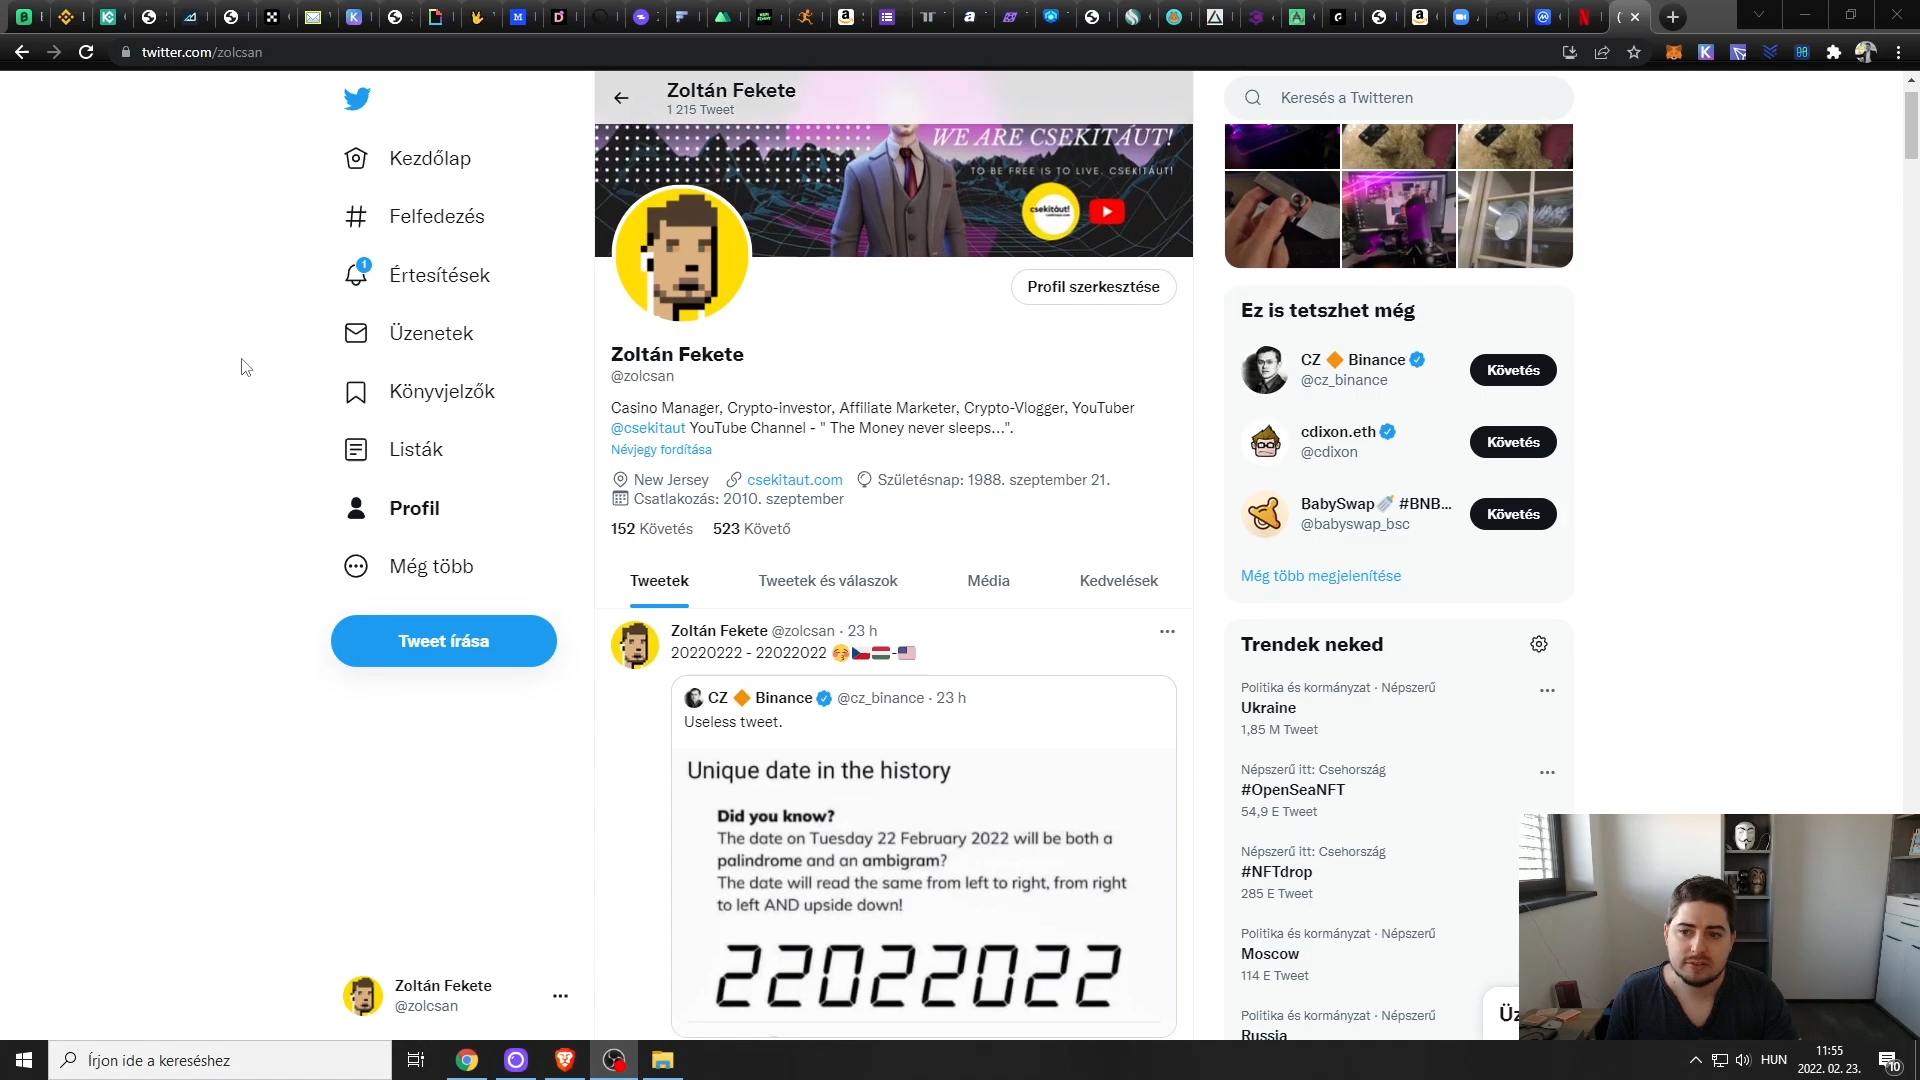 twitter.com/zolcsan
Kezdőlap
Felfedezés
1
Értesítések
Üzenetek
Könyvjelzők
Listák
Profil
Még több
Tweet írása
Zoltán Fekete
@zolcsan
Zoltán Fekete
1 215 Tweet
WE ARE CSEKITÁUT!
TO BE FREE IS TO LIVE. CSEKITÁUT!
csekitáut!
Profil szerkesztése
Zoltán Fekete
@zolcsan
Casino Manager, Crypto-investor, Affiliate Marketer, Crypto-Vlogger, YouTuber
@csekitaut YouTube Channel - " The Money never sleeps...".
Névjegy fordítása
New Jersey csekitaut.com Születésnap: 1988. szeptember 21.
Csatlakozás: 2010. szeptember
152 Követés 523 Követő
Tweetek Tweetek és válaszok Média Kedvelések
Zoltán Fekete @zolcsan · 23 h
20220222 - 22022022 😚🇨🇿🇭🇺-🇺🇸
CZ 🔶 Binance @cz_binance · 23 h
Useless tweet.
Unique date in the history
Did you know?
The date on Tuesday 22 February 2022 will be both a
palindrome and an ambigram?
The date will read the same from left to right, from right
to left AND upside down!
22022022
Keresés a Twitteren
Ez is tetszhet még
CZ 🔶 Binance
@cz_binance
Követés
cdixon.eth
@cdixon
Követés
BabySwap🍼 #BNB...
@babyswap_bsc
Követés
Még több megjelenítése
Trendek neked
Politika és kormányzat · Népszerű
Ukraine
1,85 M Tweet
Népszerű itt: Csehország
#OpenSeaNFT
54,9 E Tweet
Népszerű itt: Csehország
#NFTdrop
285 E Tweet
Politika és kormányzat · Népszerű
Moscow
114 E Tweet
Politika és kormányzat · Népszerű
Russia
Üz
Írjon ide a kereséshez
HUN
11:55
2022. 02. 23.
10